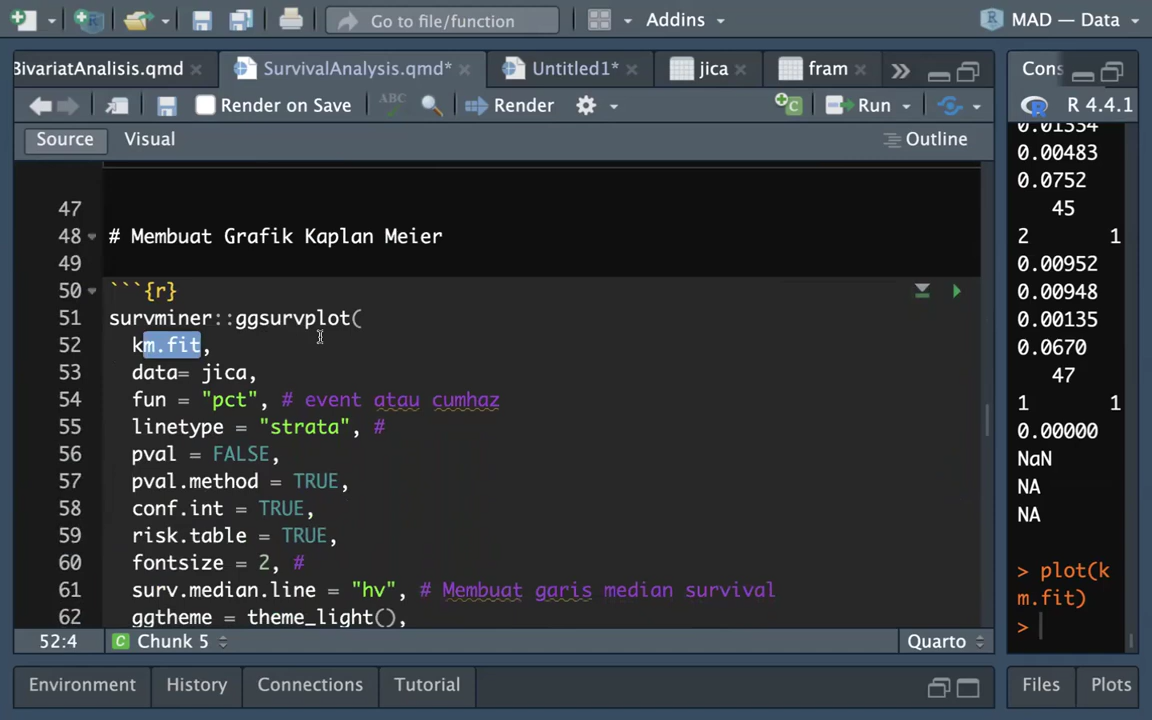 Go to file/function
Addins
MAD — Data
BivariatAnalisis.qmd
SurvivalAnalysis.qmd*
Untitled1*
jica
fram
Render on Save
ABC
Render
Run
Source
Visual
Outline
47
48 # Membuat Grafik Kaplan Meier
49
50 ```{r}
51 survminer::ggsurvplot(
52 km.fit,
53 data= jica,
54 fun = "pct", # event atau cumhaz
55 linetype = "strata", #
56 pval = FALSE,
57 pval.method = TRUE,
58 conf.int = TRUE,
59 risk.table = TRUE,
60 fontsize = 2, #
61 surv.median.line = "hv", # Membuat garis median survival
62 ggtheme = theme_light(),
52:4
Chunk 5
Quarto
Environment
History
Connections
Tutorial
Cons
R 4.4.1
0.01334
0.00483
0.0752
45
2 1
0.00952
0.00948
0.00135
0.0670
47
1 1
0.00000
NaN
NA
NA
> plot(k
m.fit)
>
Files
Plots